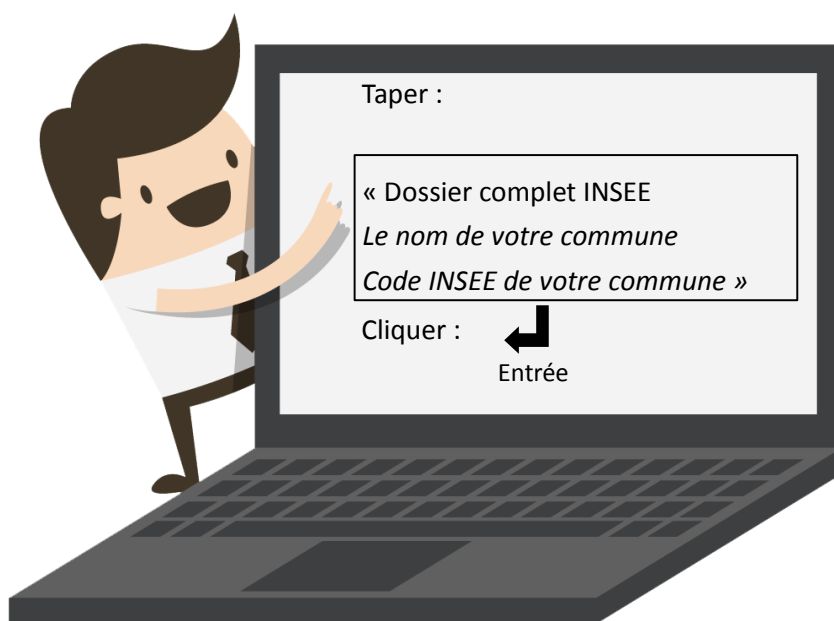 Taper :
« Dossier complet INSEE
Le nom de votre commune
Code INSEE de votre commune »
Cliquer :
Entrée